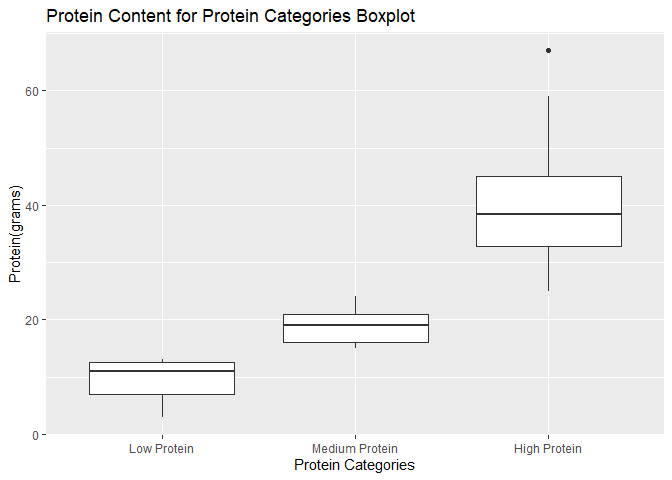 Protein Content for Protein Categories Boxplot
Protein(grams)
60
40
20
0
Low Protein Medium Protein High Protein
Protein Categories